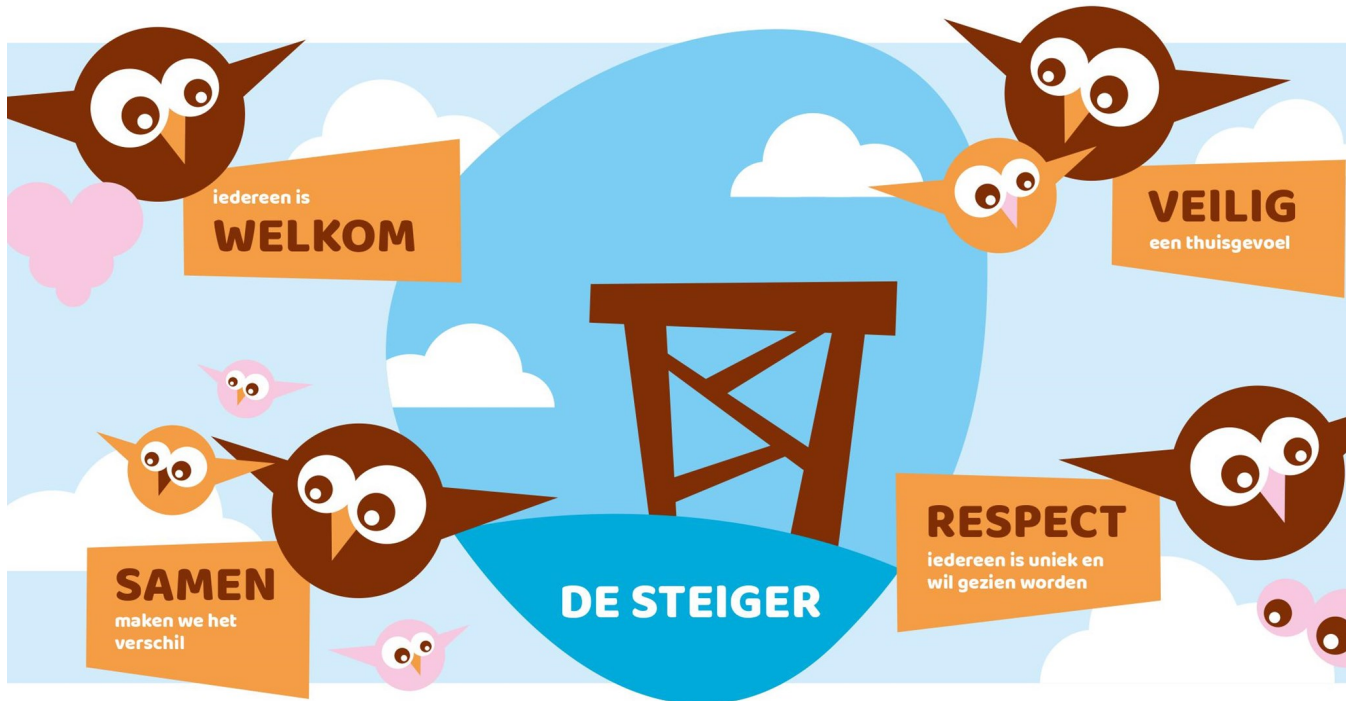 iedereen is
WELKOM
VEILIG
een thuisgevoel
SAMEN
maken we het
verschil
DE STEIGER
RESPECT
iedereen is uniek en
wil gezien worden